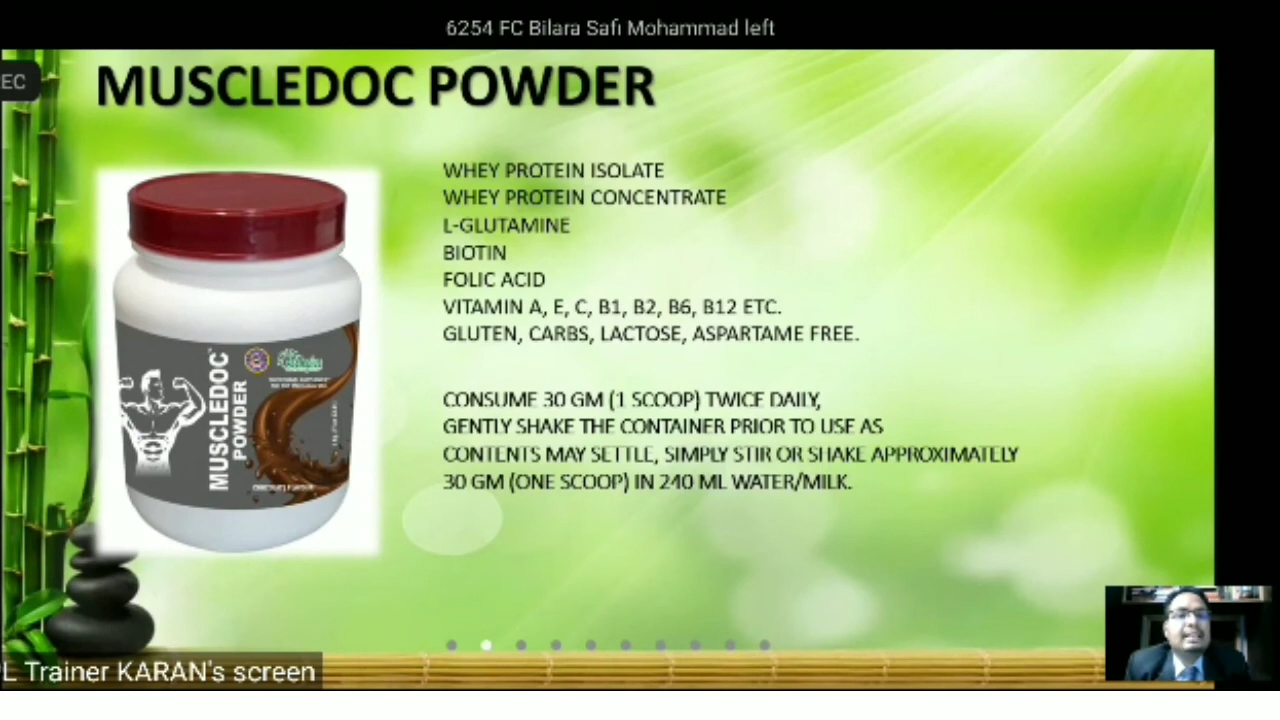 6254 FC Bilara Safi Mohammad left
EC
MUSCLEDOC POWDER
WHEY PROTEIN ISOLATE
WHEY PROTEIN CONCENTRATE
L-GLUTAMINE
BIOTIN
FOLIC ACID
VITAMIN A, E, C, B1, B2, B6, B12 ETC.
GLUTEN, CARBS, LACTOSE, ASPARTAME FREE.
CONSUME 30 GM (1 SCOOP) TWICE DAILY,
GENTLY SHAKE THE CONTAINER PRIOR TO USE AS
CONTENTS MAY SETTLE, SIMPLY STIR OR SHAKE APPROXIMATELY
30 GM (ONE SCOOP) IN 240 ML WATER/MILK.
MUSCLEDOC
POWDER
L Trainer KARAN's screen